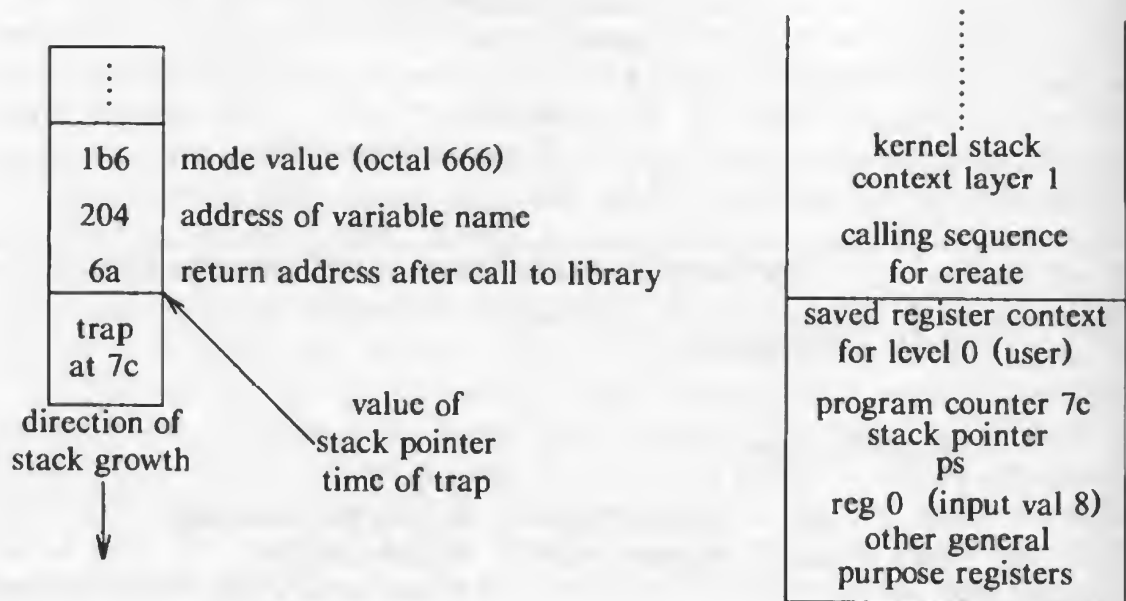 1b6 mode value (octal 666)
204 address of variable name
6a return address after call to library
trap
at 7c
direction of
stack growth
value of
stack pointer
time of trap
kernel stack
context layer 1
calling sequence
for create
saved register context
for level 0 (user)
program counter 7e
stack pointer
ps
reg 0 (input val 8)
other general
purpose registers